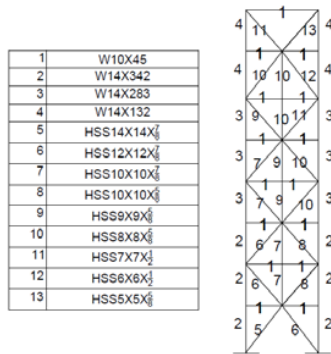 1 W10X45
2 W14X342
3 W14X283
4 W14X132
5 HSS14X14X7/8
6 HSS12X12X7/8
7 HSS10X10X7/8
8 HSS10X10X5/8
9 HSS9X9X5/8
10 HSS8X8X5/8
11 HSS7X7X1/2
12 HSS6X6X1/2
13 HSS5X5X3/8
1
4 11 13 4
1 1
4 10 10 12 4
1 1
3 9 10 11 3
1 1
3 7 9 10 3
1 1
3 7 9 10 3
1 1
2 6 7 8 2
1 1
2 6 7 8 2
1 1
2 5 6 2